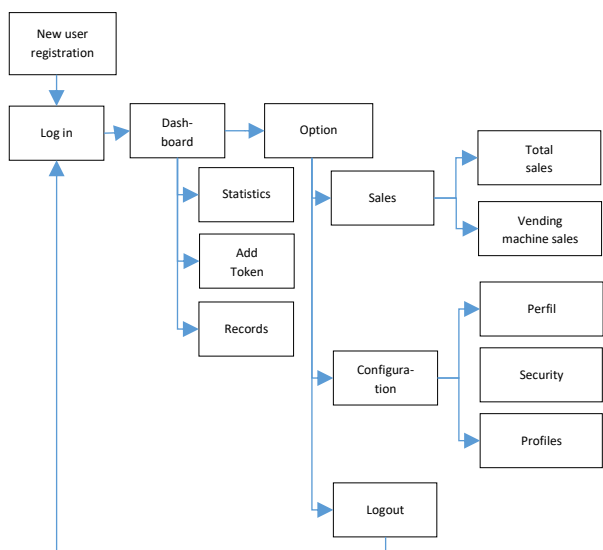 New user
registration
Log in
Dash-
board
Option
Statistics
Add
Token
Records
Sales
Total
sales
Vending
machine sales
Configura-
tion
Perfil
Security
Profiles
Logout